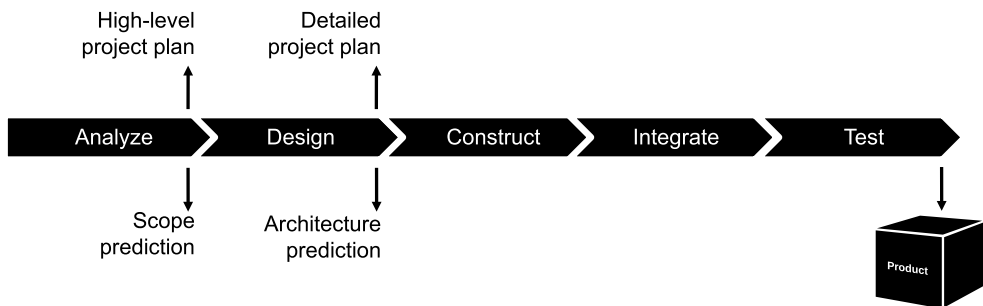 High-level
project plan
Detailed
project plan
Analyze
Design
Construct
Integrate
Test
Scope
prediction
Architecture
prediction
Product